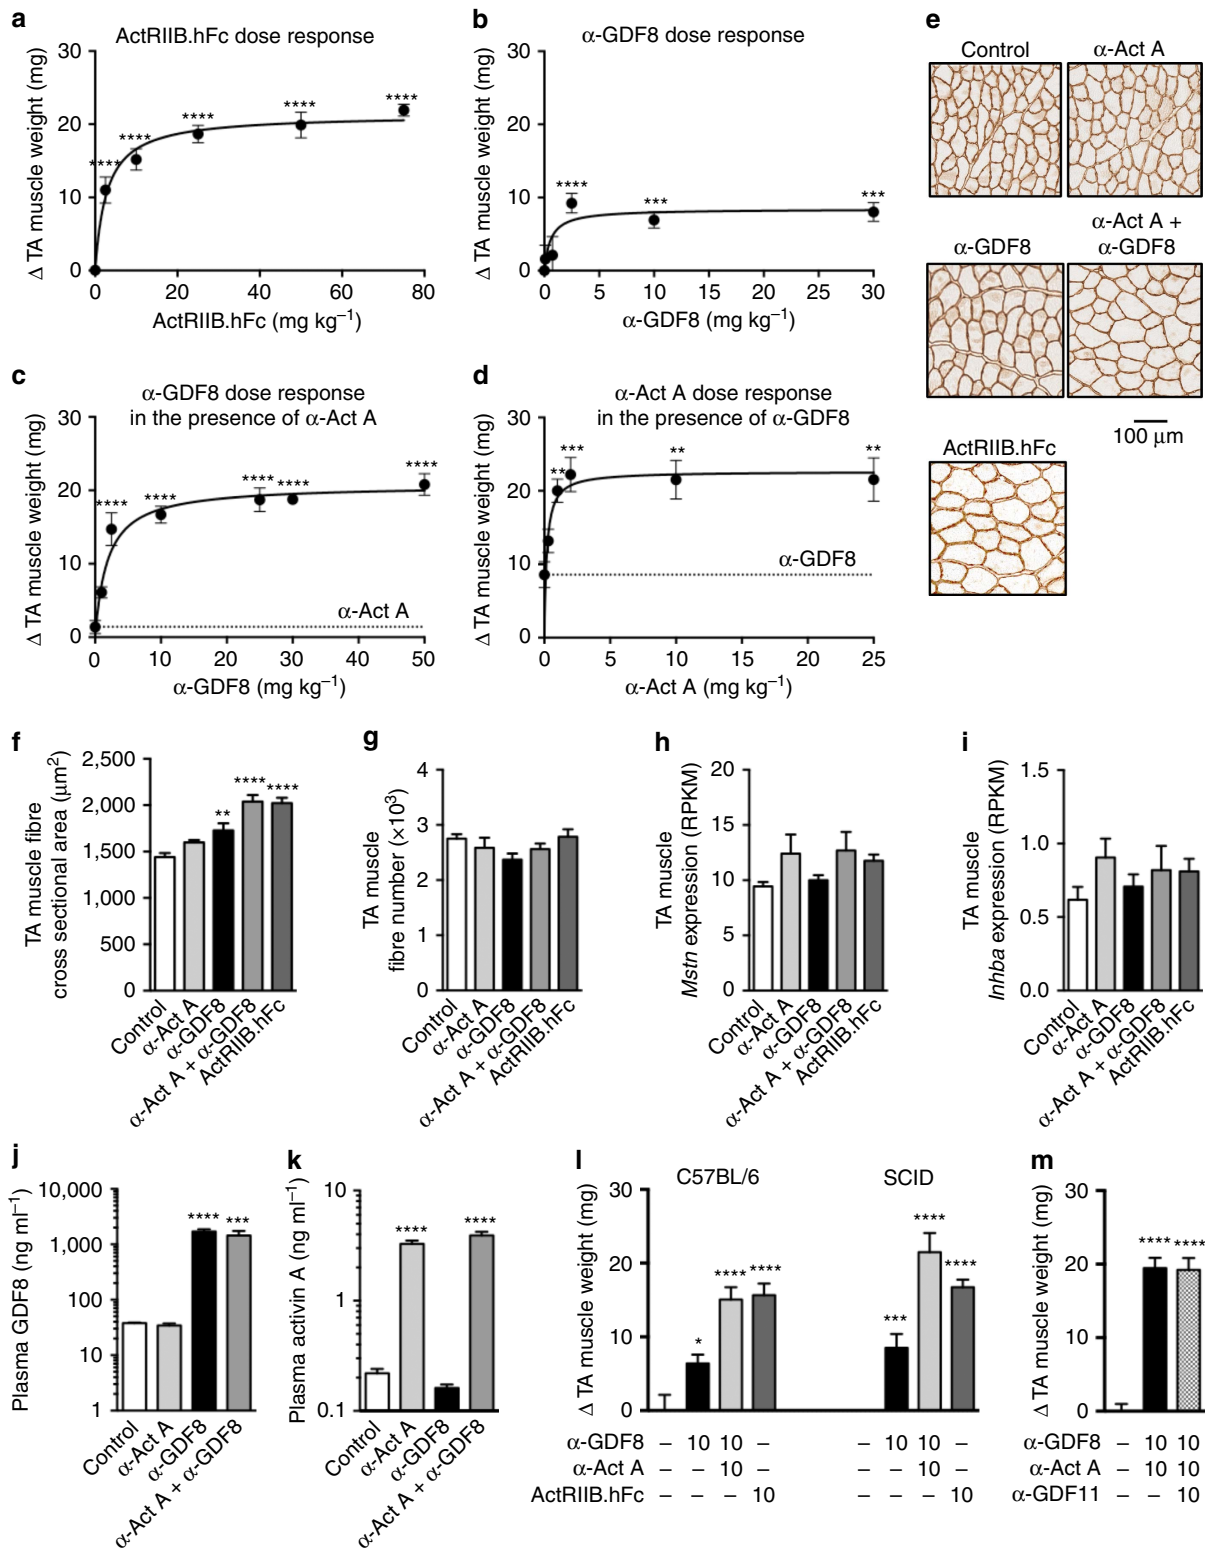 a
ActRIIB.hFc dose response
Δ TA muscle weight (mg)
30
20
10
0
****
****
****
****
****
0 20 40 60 80
ActRIIB.hFc (mg kg–1)
b
α-GDF8 dose response
Δ TA muscle weight (mg)
30
20
10
0
****
***
***
0 5 10 15 20 25 30
α-GDF8 (mg kg–1)
c
α-GDF8 dose response
in the presence of α-Act A
Δ TA muscle weight (mg)
30
20
10
0
****
****
****
****
****
α-Act A
0 10 20 30 40 50
α-GDF8 (mg kg–1)
d
α-Act A dose response
in the presence of α-GDF8
Δ TA muscle weight (mg)
30
20
10
0
**
***
**
**
α-GDF8
0 5 10 15 20 25
α-Act A (mg kg–1)
e
Control
α-Act A
α-GDF8
α-Act A +
α-GDF8
100 μm
ActRIIB.hFc
f
TA muscle fibre
cross sectional area (μm2)
2,500
2,000
1,500
1,000
500
0
**
****
****
Control
α-Act A
α-GDF8
α-Act A + α-GDF8
ActRIIB.hFc
g
TA muscle
fibre number (×103)
4
3
2
1
0
Control
α-Act A
α-GDF8
α-Act A + α-GDF8
ActRIIB.hFc
h
TA muscle
Mstn expression (RPKM)
20
15
10
5
0
Control
α-Act A
α-GDF8
α-Act A + α-GDF8
ActRIIB.hFc
i
TA muscle
Inhba expression (RPKM)
1.5
1.0
0.5
0.0
Control
α-Act A
α-GDF8
α-Act A + α-GDF8
ActRIIB.hFc
j
Plasma GDF8 (ng ml–1)
10,000
1,000
100
10
1
****
***
Control
α-Act A
α-GDF8
α-Act A + α-GDF8
k
Plasma activin A (ng ml–1)
10
1
0.1
****
****
Control
α-Act A
α-GDF8
α-Act A + α-GDF8
l
C57BL/6
SCID
Δ TA muscle weight (mg)
30
20
10
0
*
****
****
***
****
****
α-GDF8 – 10 10 – – 10 10 –
α-Act A – – 10 – – – 10 –
ActRIIB.hFc – – – 10 – – – 10
m
Δ TA muscle weight (mg)
30
20
10
0
****
****
α-GDF8 – 10 10
α-Act A – 10 10
α-GDF11 – – 10